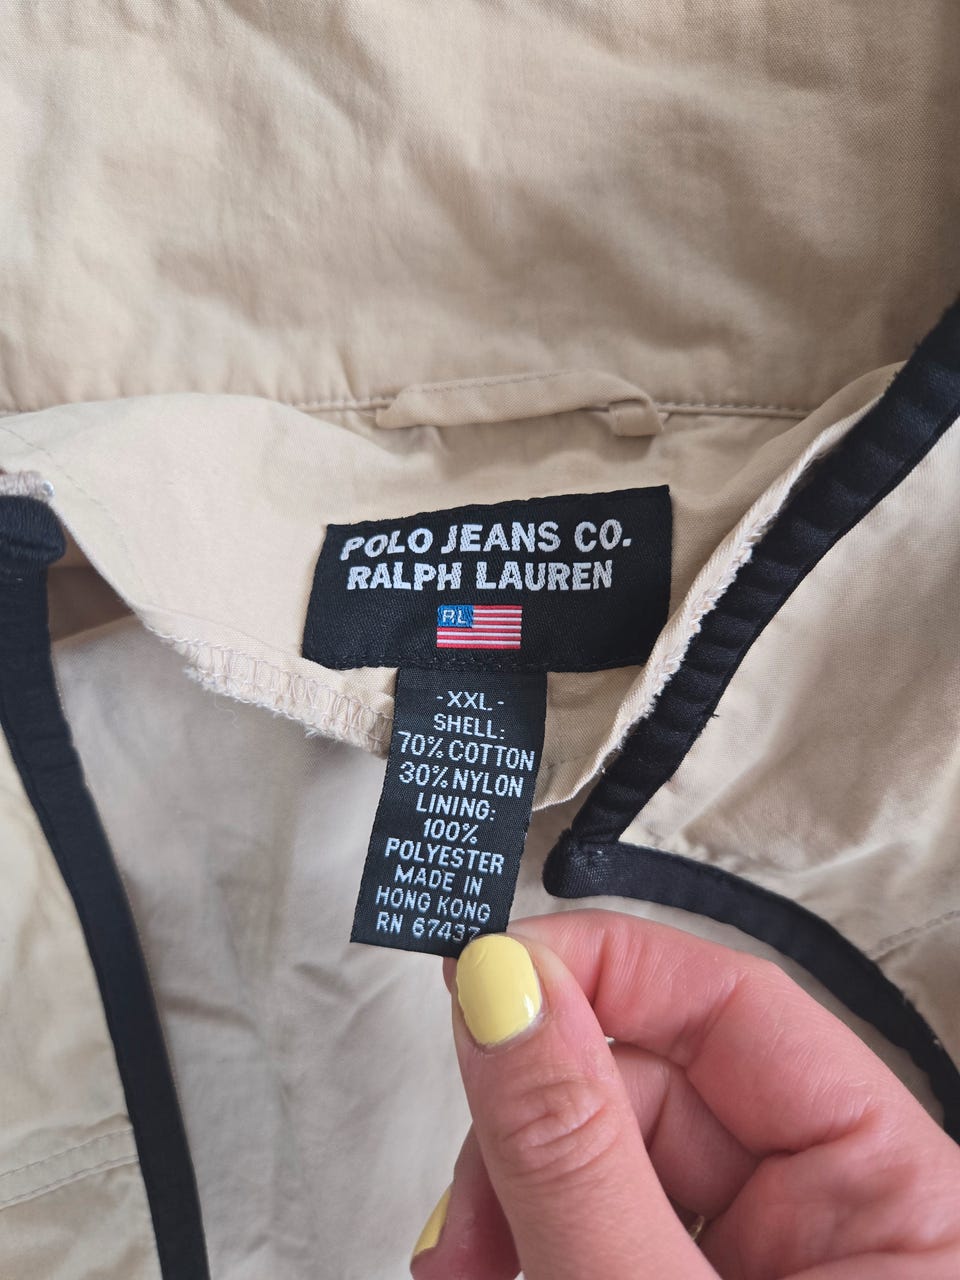 POLO JEANS CO.
RALPH LAUREN
RL
- XXL -
SHELL:
70% COTTON
30% NYLON
LINING:
100%
POLYESTER
MADE IN
HONG KONG
RN